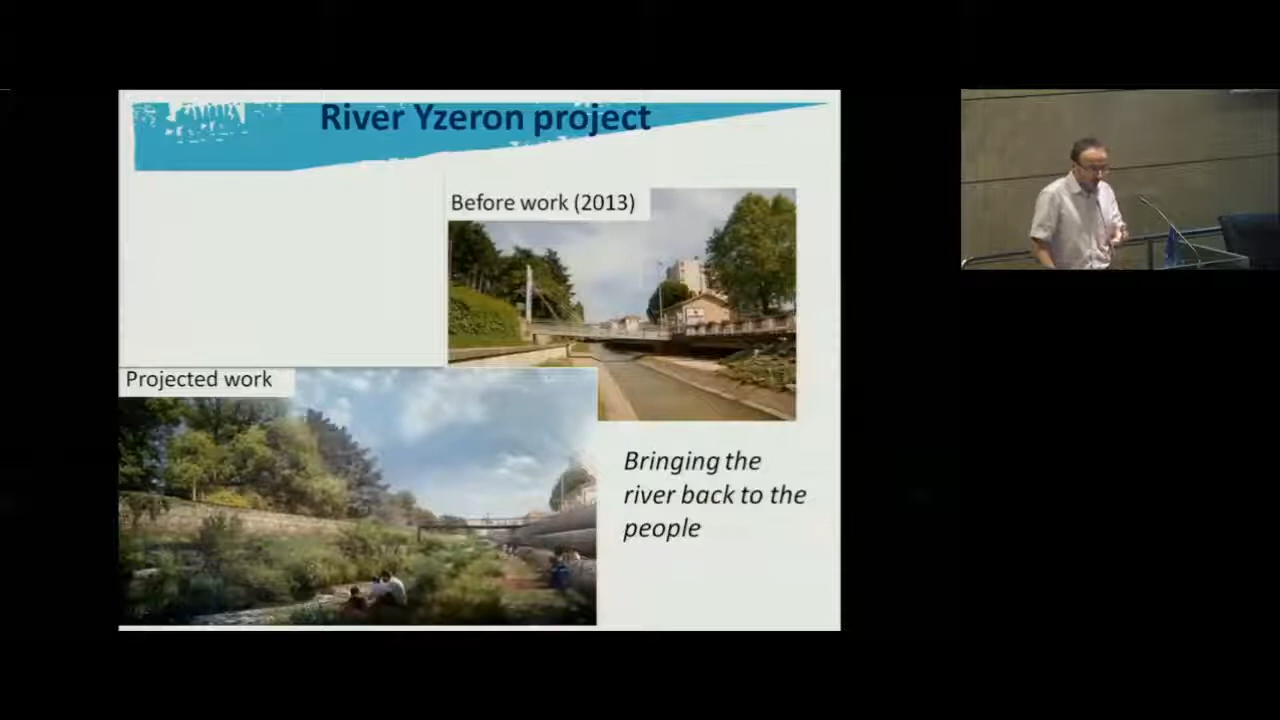 River Yzeron project
Before work (2013)
Projected work
Bringing the
river back to the
people